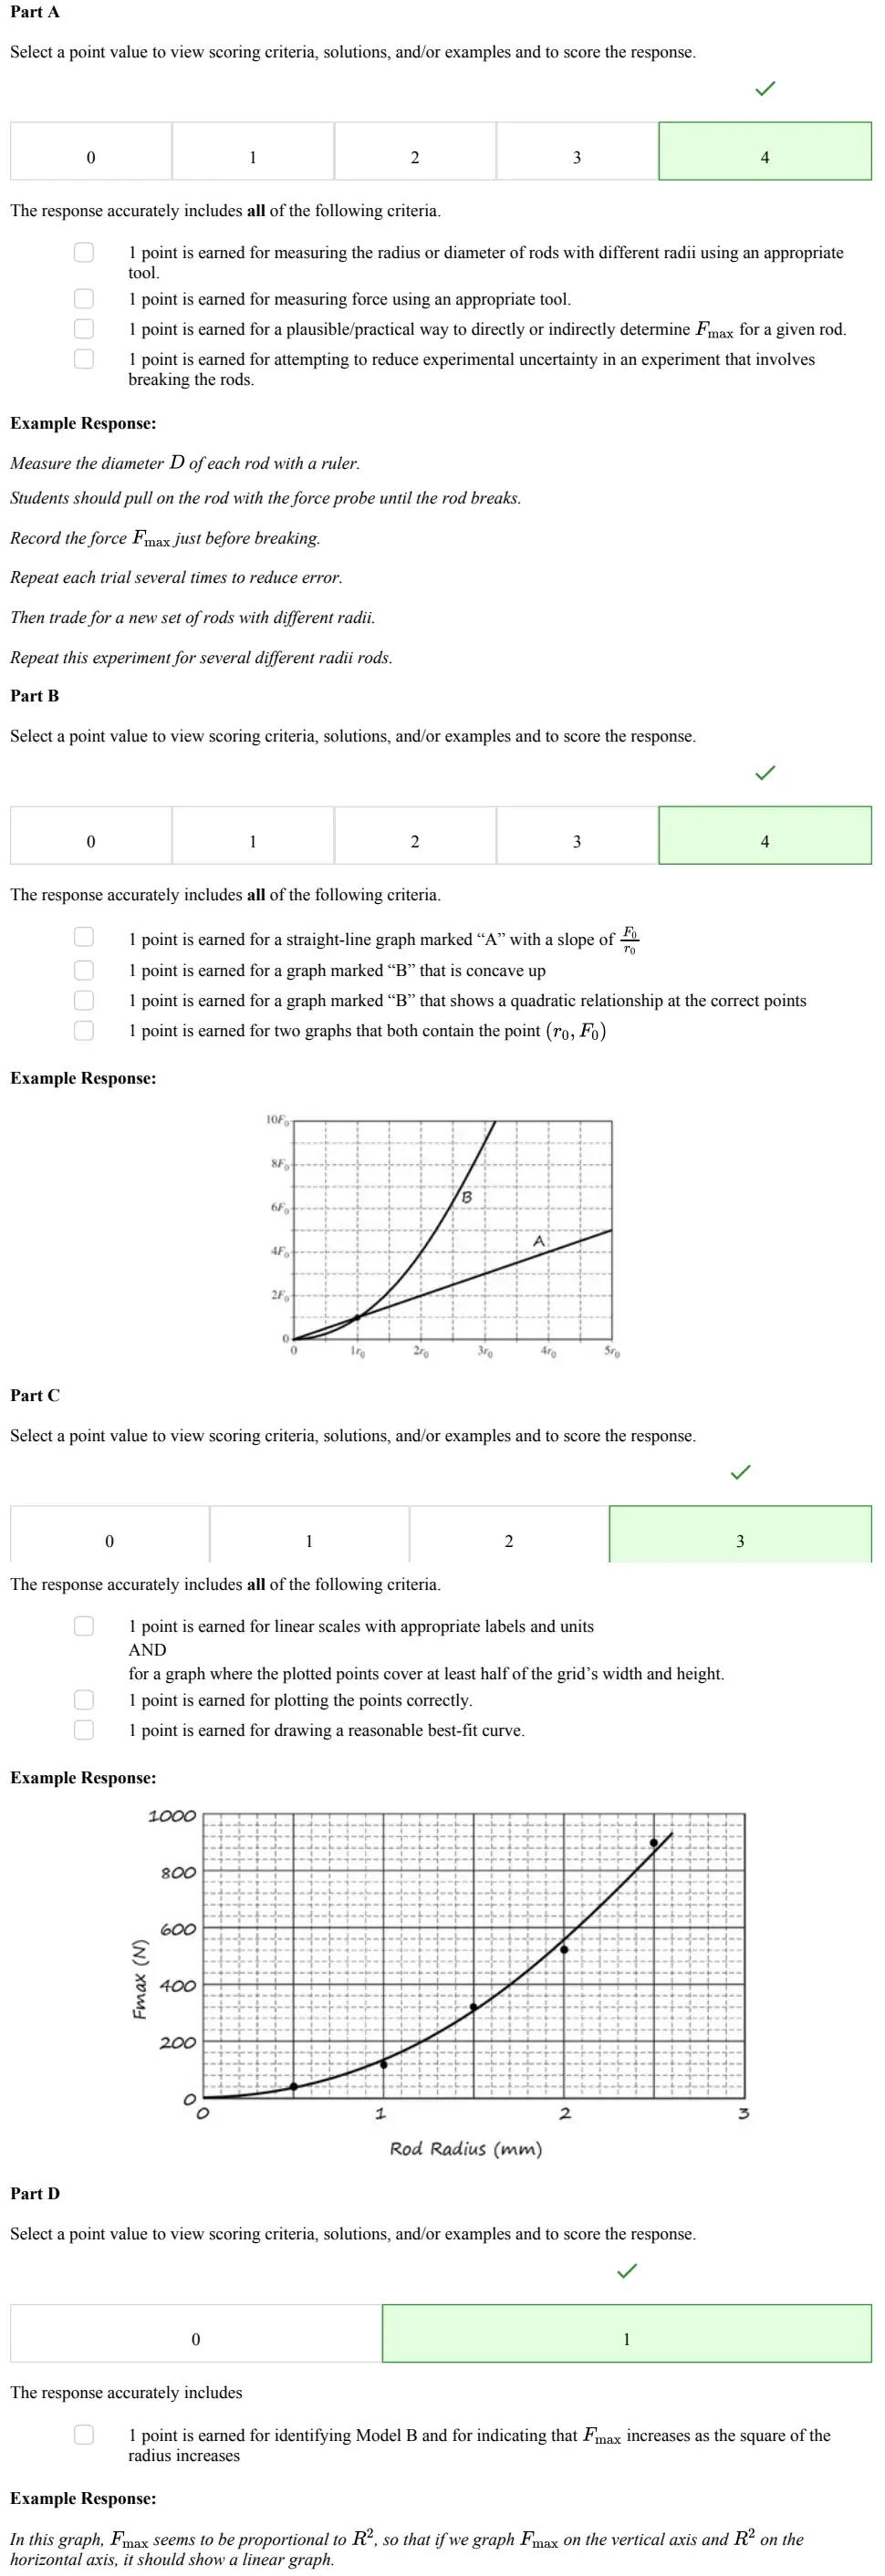 Part A
Select a point value to view scoring criteria, solutions, and/or examples and to score the response.
0 1 2 3 4
The response accurately includes all of the following criteria.
1 point is earned for measuring the radius or diameter of rods with different radii using an appropriate
tool.
1 point is earned for measuring force using an appropriate tool.
1 point is earned for a plausible/practical way to directly or indirectly determine F_max for a given rod.
1 point is earned for attempting to reduce experimental uncertainty in an experiment that involves
breaking the rods.
Example Response:
Measure the diameter D of each rod with a ruler.
Students should pull on the rod with the force probe until the rod breaks.
Record the force F_max just before breaking.
Repeat each trial several times to reduce error.
Then trade for a new set of rods with different radii.
Repeat this experiment for several different radii rods.
Part B
Select a point value to view scoring criteria, solutions, and/or examples and to score the response.
0 1 2 3 4
The response accurately includes all of the following criteria.
1 point is earned for a straight-line graph marked “A” with a slope of F₀/r₀
1 point is earned for a graph marked “B” that is concave up
1 point is earned for a graph marked “B” that shows a quadratic relationship at the correct points
1 point is earned for two graphs that both contain the point (r₀, F₀)
Example Response:
10F₀
8F₀
6F₀
B
4F₀
A
2F₀
0
0 1r₀ 2r₀ 3r₀ 4r₀ 5r₀
Part C
Select a point value to view scoring criteria, solutions, and/or examples and to score the response.
0 1 2 3
The response accurately includes all of the following criteria.
1 point is earned for linear scales with appropriate labels and units
AND
for a graph where the plotted points cover at least half of the grid’s width and height.
1 point is earned for plotting the points correctly.
1 point is earned for drawing a reasonable best-fit curve.
Example Response:
1000
800
600
Fmax (N)
400
200
0
0 1 2 3
Rod Radius (mm)
Part D
Select a point value to view scoring criteria, solutions, and/or examples and to score the response.
0 1
The response accurately includes
1 point is earned for identifying Model B and for indicating that F_max increases as the square of the
radius increases
Example Response:
In this graph, F_max seems to be proportional to R², so that if we graph F_max on the vertical axis and R² on the
horizontal axis, it should show a linear graph.